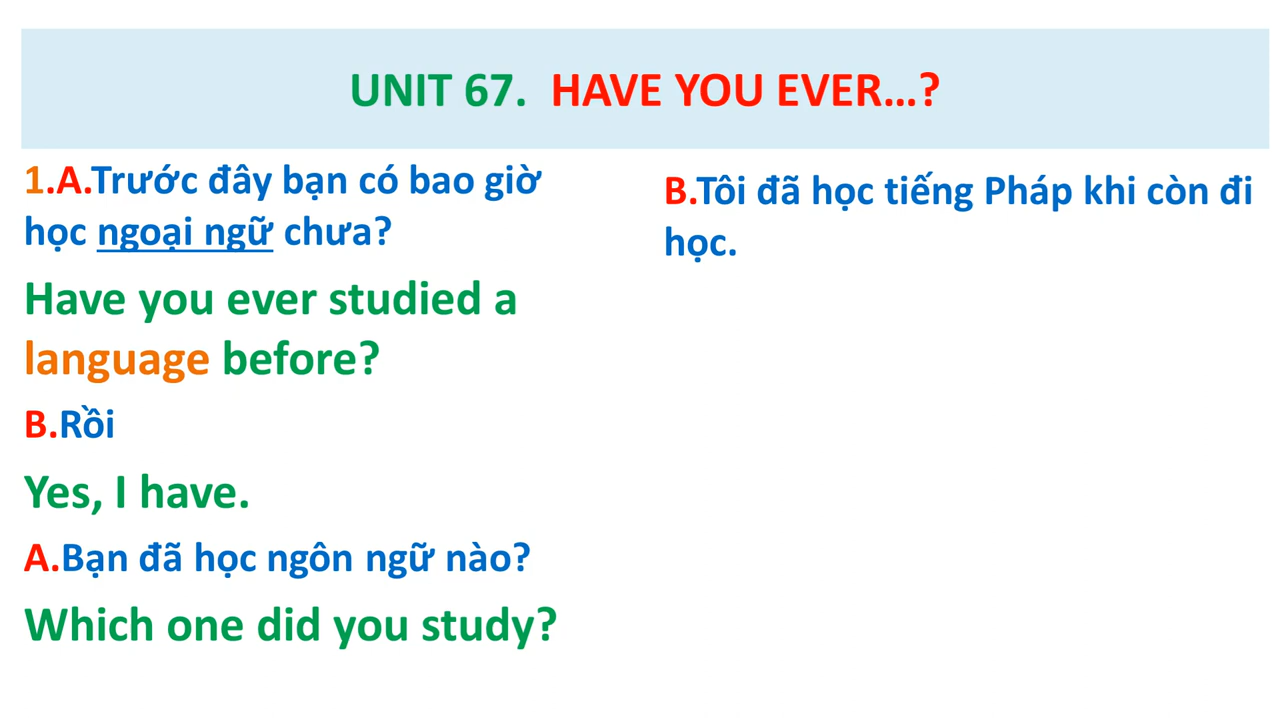 UNIT 67.  HAVE YOU EVER...?
1.A.Trước đây bạn có bao giờ
học ngoại ngữ chưa?
Have you ever studied a
language before?
B.Rồi
Yes, I have.
A.Bạn đã học ngôn ngữ nào?
Which one did you study?
B.Tôi đã học tiếng Pháp khi còn đi
học.